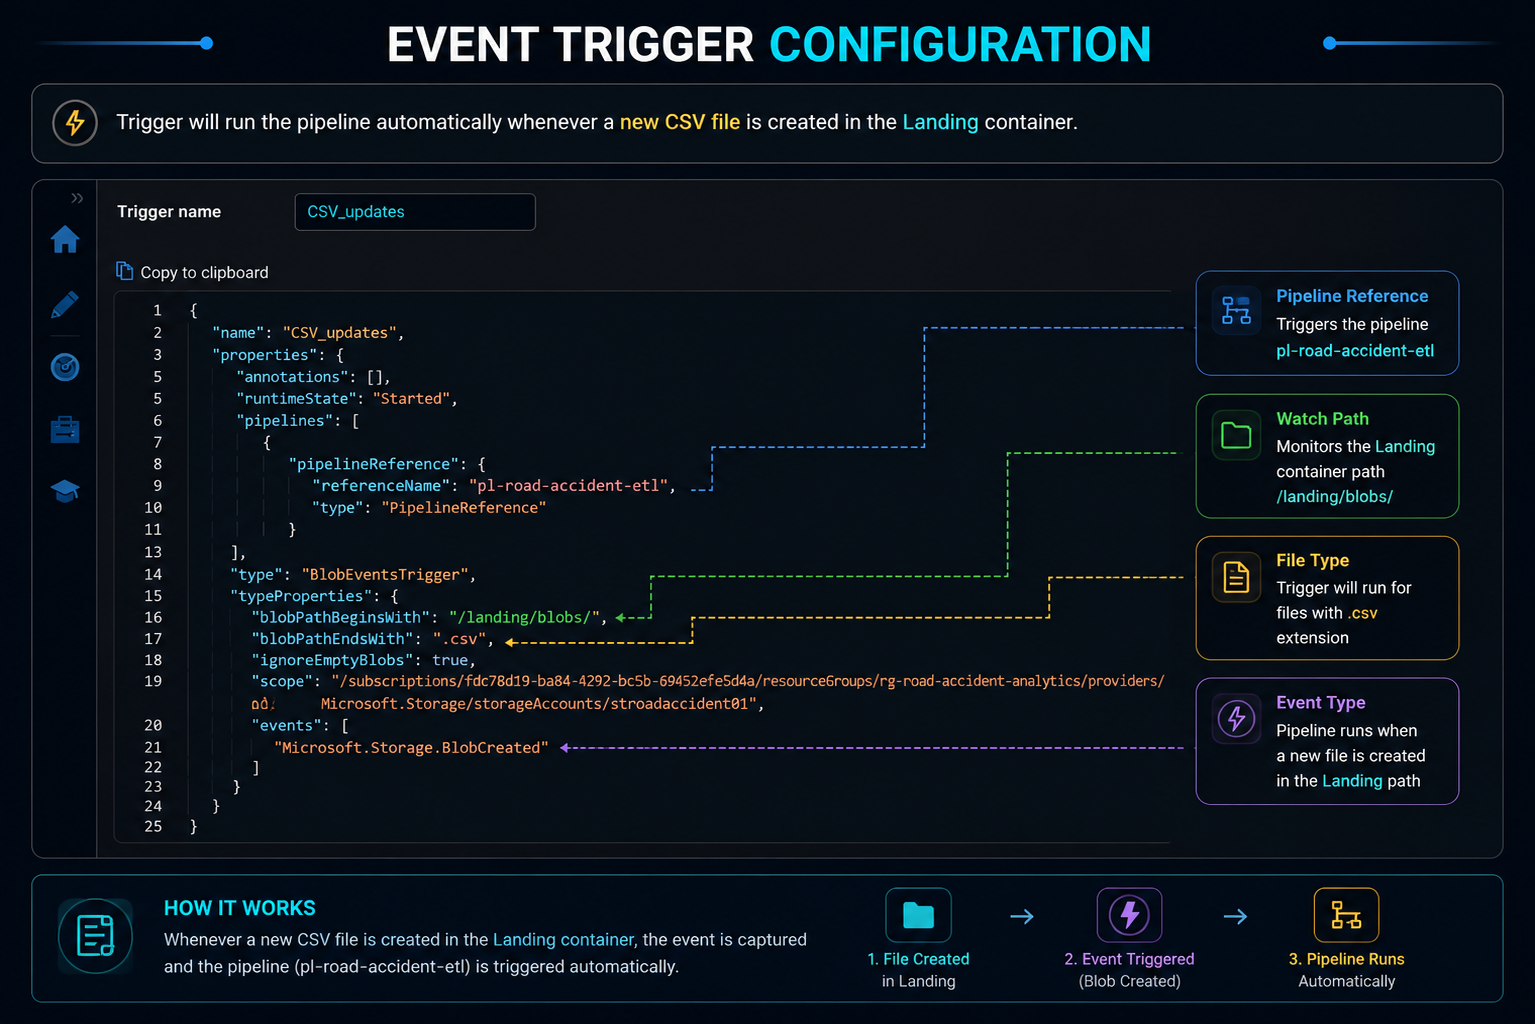 EVENT TRIGGER CONFIGURATION
Trigger will run the pipeline automatically whenever a new CSV file is created in the Landing container.
Trigger name
CSV_updates
Copy to clipboard
1 {
2 "name": "CSV_updates",
3 "properties": {
5 "annotations": [],
5 "runtimeState": "Started",
6 "pipelines": [
7 {
8 "pipelineReference": {
9 "referenceName": "pl-road-accident-etl",
10 "type": "PipelineReference"
11 }
13 ],
14 "type": "BlobEventsTrigger",
15 "typeProperties": {
16 "blobPathBeginsWith": "/landing/blobs/",
17 "blobPathEndsWith": ".csv",
18 "ignoreEmptyBlobs": true,
19 "scope": "/subscriptions/fdc78d19-ba84-4292-bc5b-69452efe5d4a/resourceGroups/rg-road-accident-analytics/providers/
Microsoft.Storage/storageAccounts/stroadaccident01",
20 "events": [
21 "Microsoft.Storage.BlobCreated"
22 ]
23 }
24 }
25 }
Pipeline Reference
Triggers the pipeline
pl-road-accident-etl
Watch Path
Monitors the Landing
container path
/landing/blobs/
File Type
Trigger will run for
files with .csv
extension
Event Type
Pipeline runs when
a new file is created
in the Landing path
HOW IT WORKS
Whenever a new CSV file is created in the Landing container, the event is captured
and the pipeline (pl-road-accident-etl) is triggered automatically.
1. File Created
in Landing
2. Event Triggered
(Blob Created)
3. Pipeline Runs
Automatically